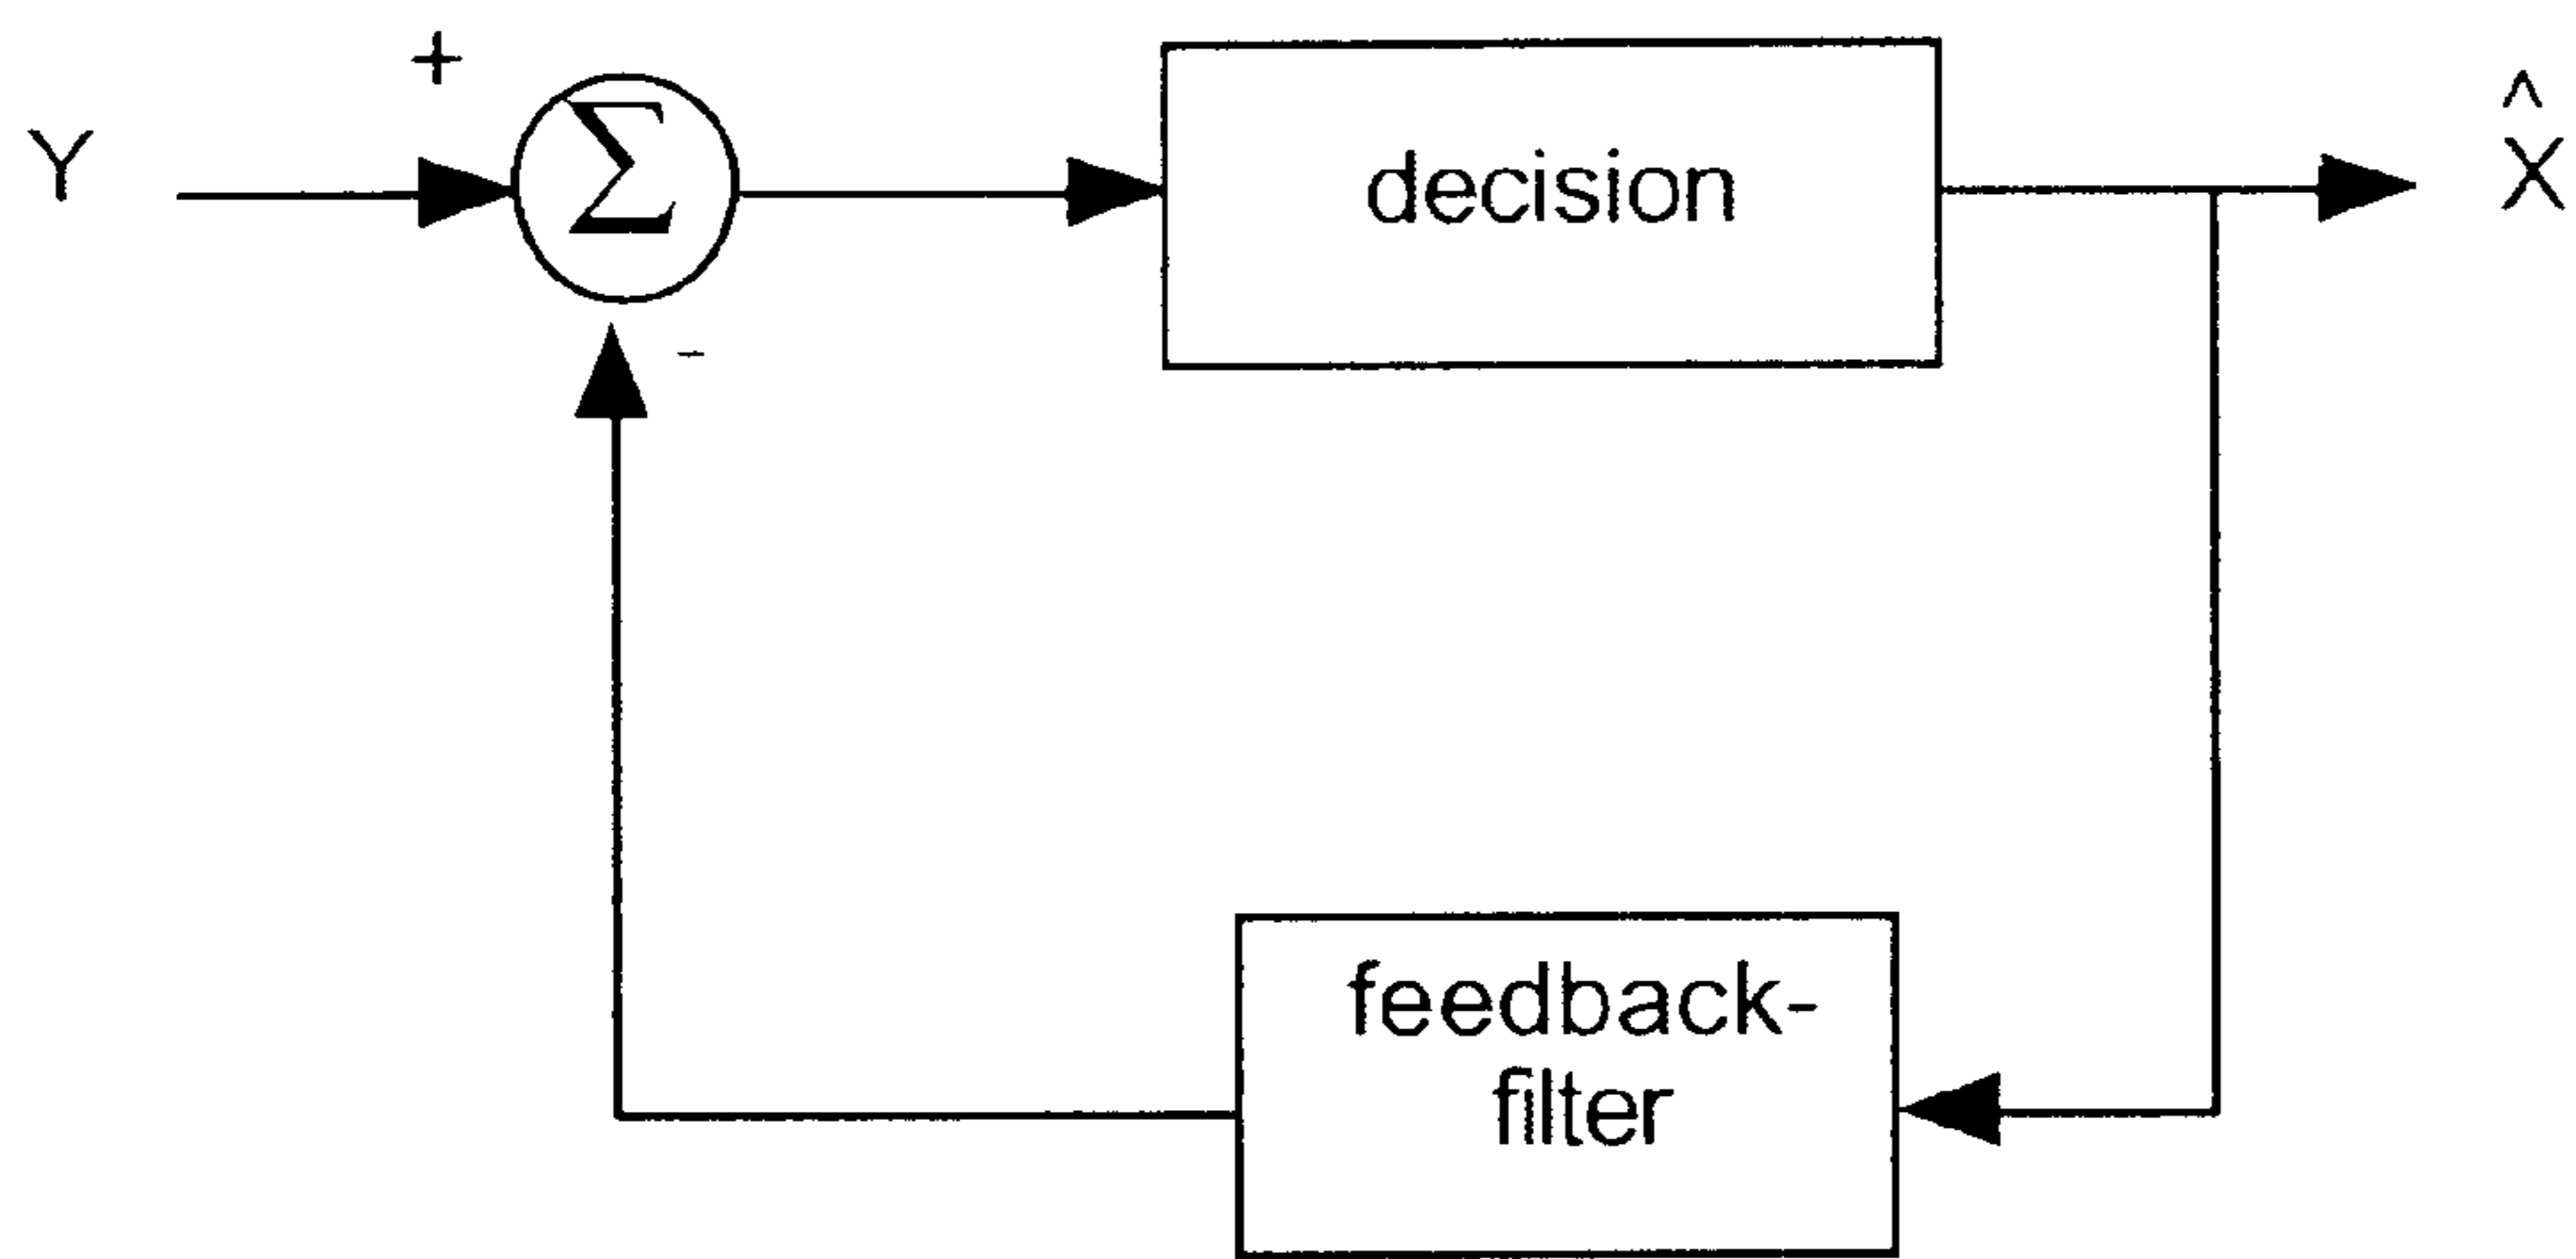 +
Y
Σ
decision
X̂
-
feedback-
filter